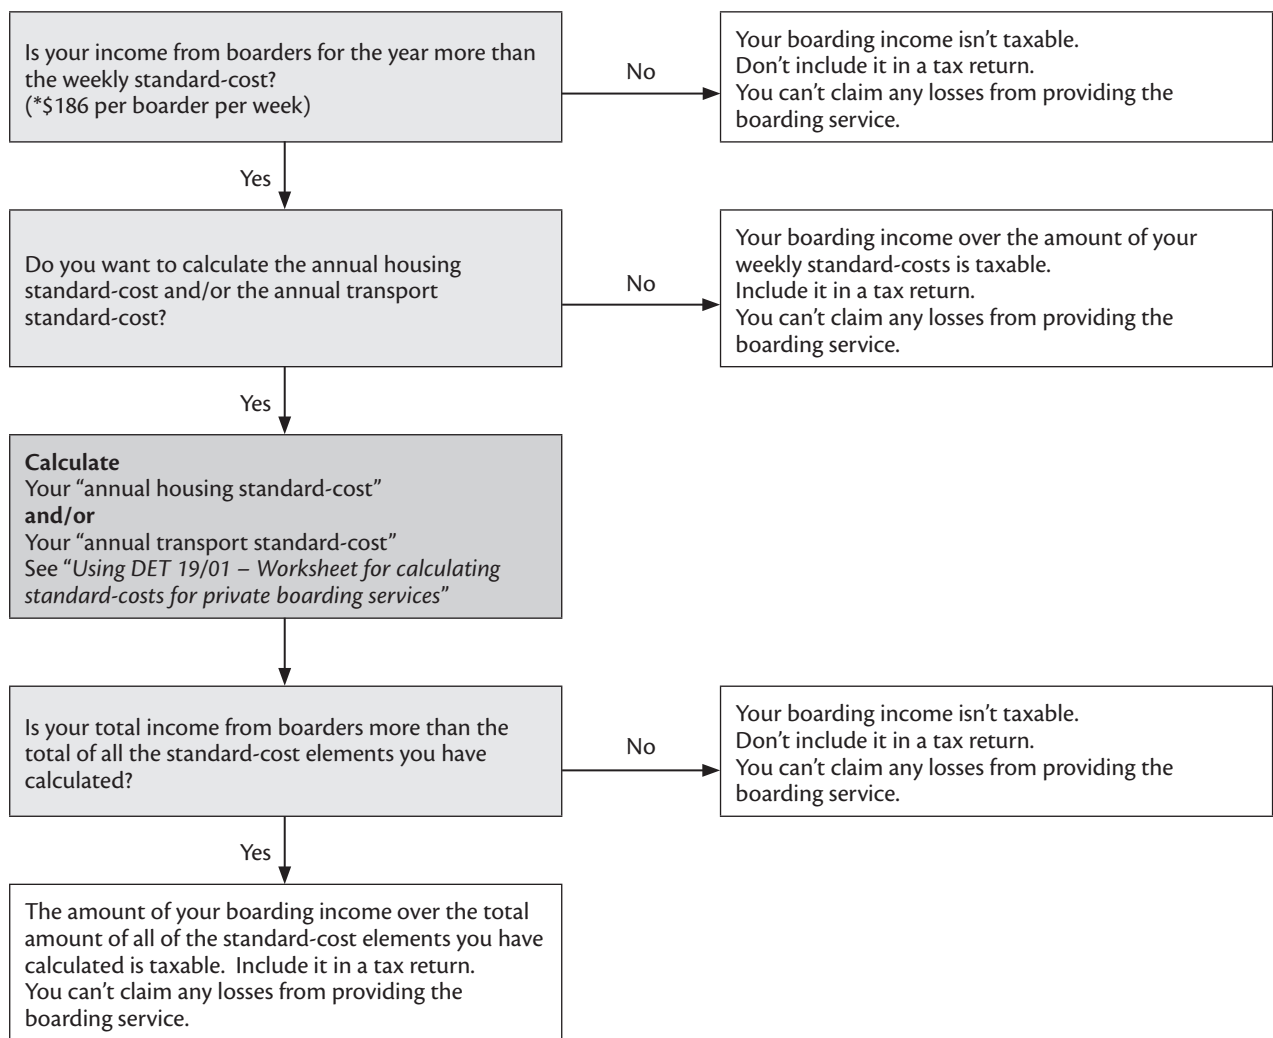 Is your income from boarders for the year more than
the weekly standard-cost?
(*$186 per boarder per week)
No
Your boarding income isn't taxable.
Don't include it in a tax return.
You can't claim any losses from providing the
boarding service.
Yes
Do you want to calculate the annual housing
standard-cost and/or the annual transport
standard-cost?
No
Your boarding income over the amount of your
weekly standard-costs is taxable.
Include it in a tax return.
You can't claim any losses from providing the
boarding service.
Yes
Calculate
Your “annual housing standard-cost”
and/or
Your “annual transport standard-cost”
See “Using DET 19/01 – Worksheet for calculating
standard-costs for private boarding services”
Is your total income from boarders more than the
total of all the standard-cost elements you have
calculated?
No
Your boarding income isn't taxable.
Don't include it in a tax return.
You can't claim any losses from providing the
boarding service.
Yes
The amount of your boarding income over the total
amount of all of the standard-cost elements you have
calculated is taxable.  Include it in a tax return.
You can't claim any losses from providing the
boarding service.